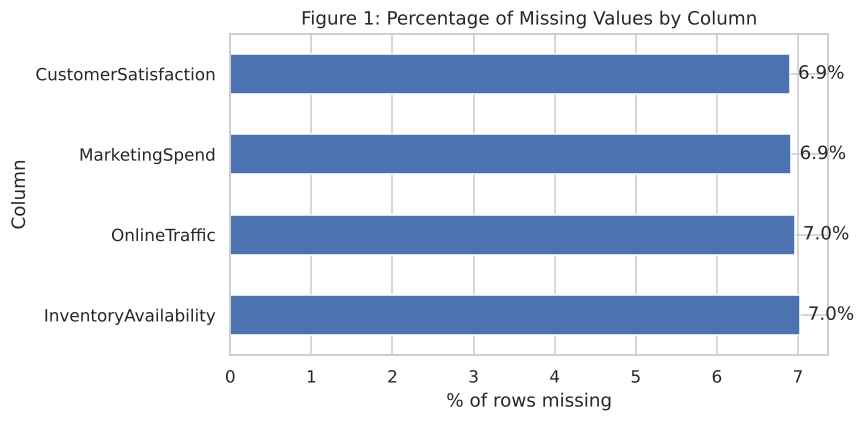 Figure 1: Percentage of Missing Values by Column
CustomerSatisfaction 6.9%
MarketingSpend 6.9%
OnlineTraffic 7.0%
InventoryAvailability 7.0%
Column
0 1 2 3 4 5 6 7
% of rows missing